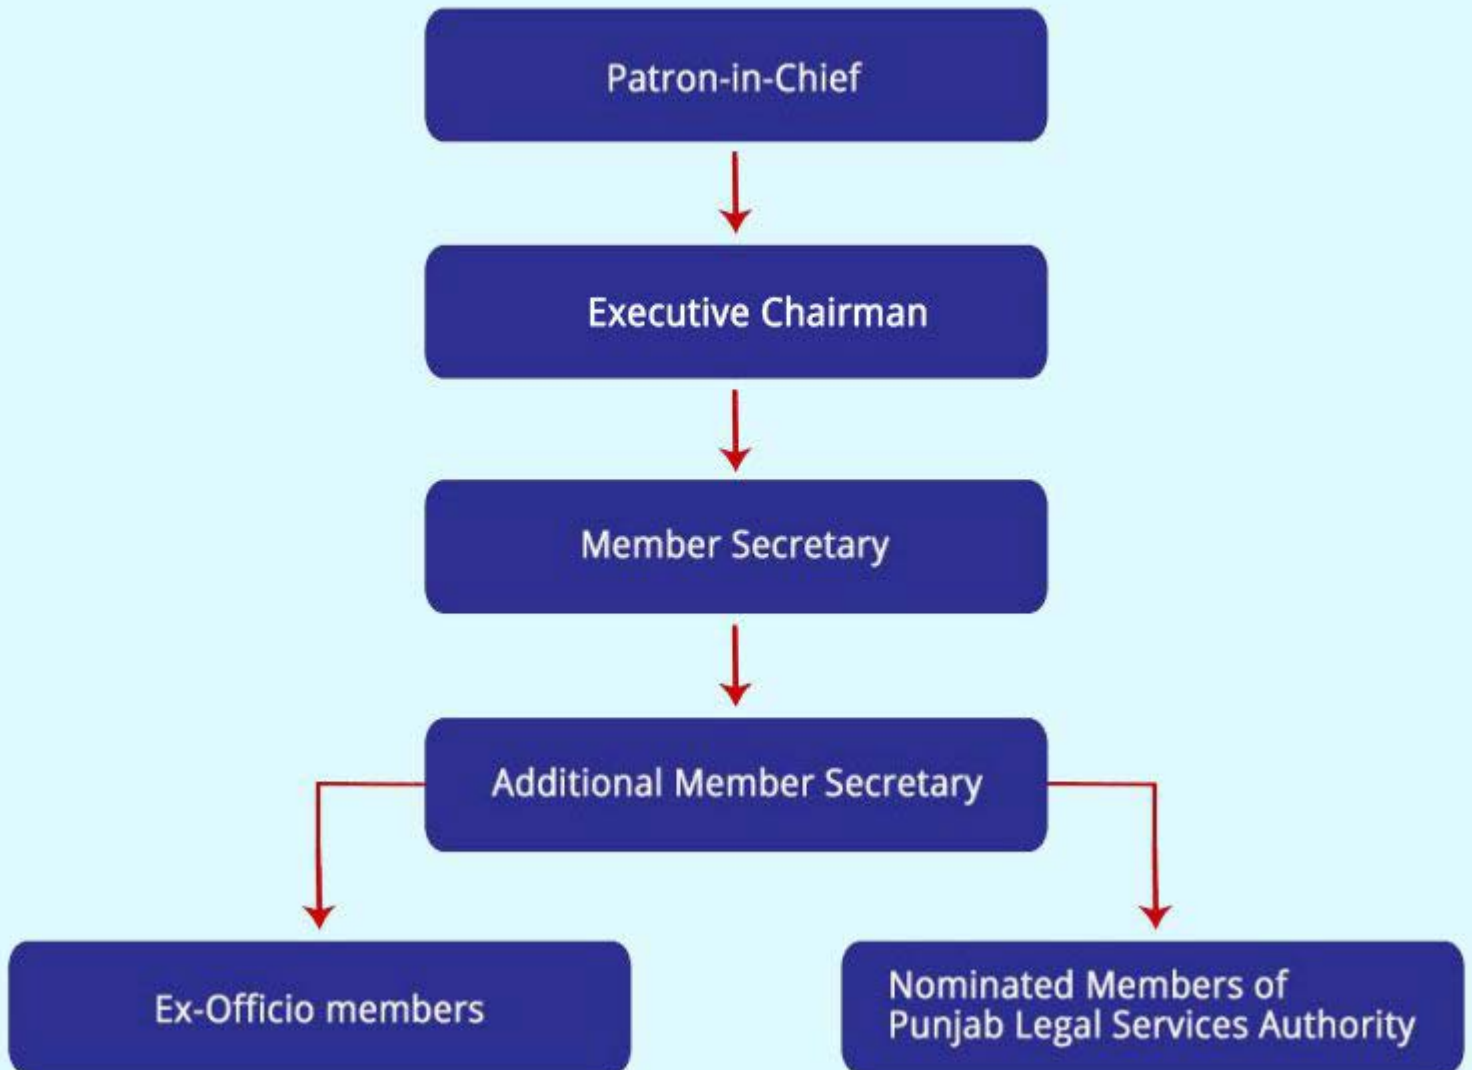 Patron-in-Chief
Executive Chairman
Member Secretary
Additional Member Secretary
Ex-Officio members
Nominated Members of
Punjab Legal Services Authority